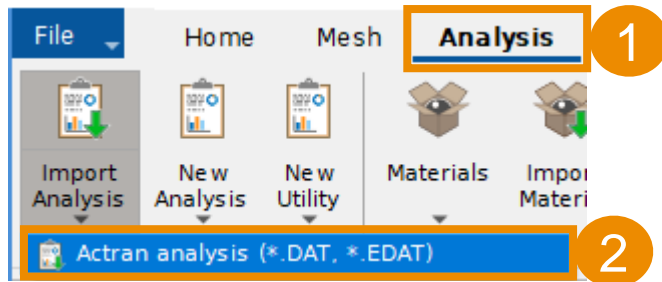 File Home Mesh Analysis 1
Import New New Materials
Analysis Analysis Utility
Actran analysis (*.DAT, *.EDAT) 2